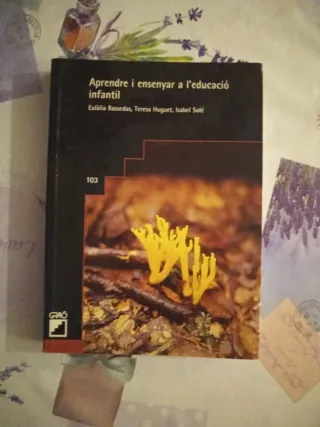 Aprendre i ensenyar a l'educació
infantil
Eulàlia Bassedas, Teresa Huguet, Isabel Solé
103
GRAÓ